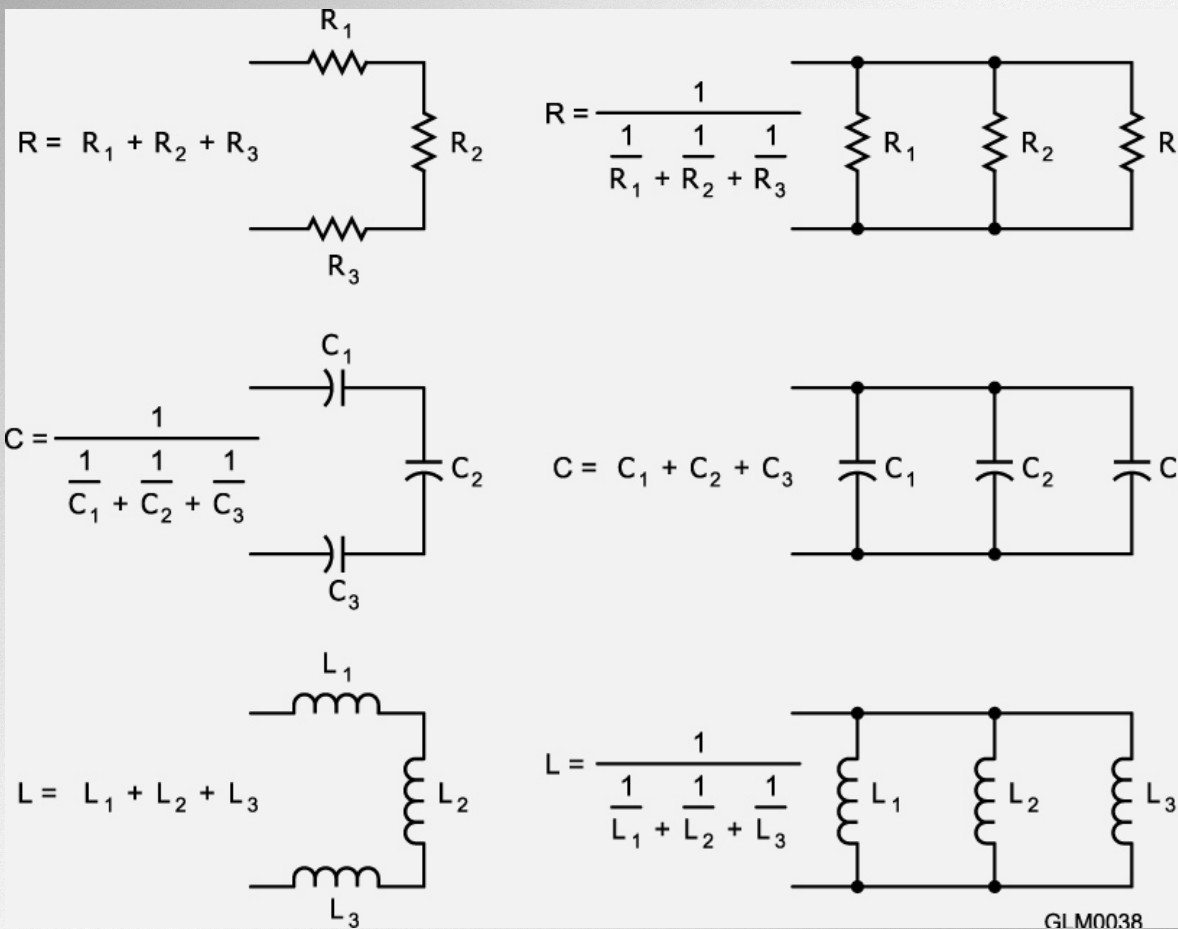 R₁
R = R₁ + R₂ + R₃
R₂
R₃
R = 1 / (1/R₁ + 1/R₂ + 1/R₃)
R₁
R₂
R
C₁
C = 1 / (1/C₁ + 1/C₂ + 1/C₃)
C₂
C₃
C = C₁ + C₂ + C₃
C₁
C₂
C
L₁
L = L₁ + L₂ + L₃
L₂
L₃
L = 1 / (1/L₁ + 1/L₂ + 1/L₃)
L₁
L₂
L₃
GLM0038